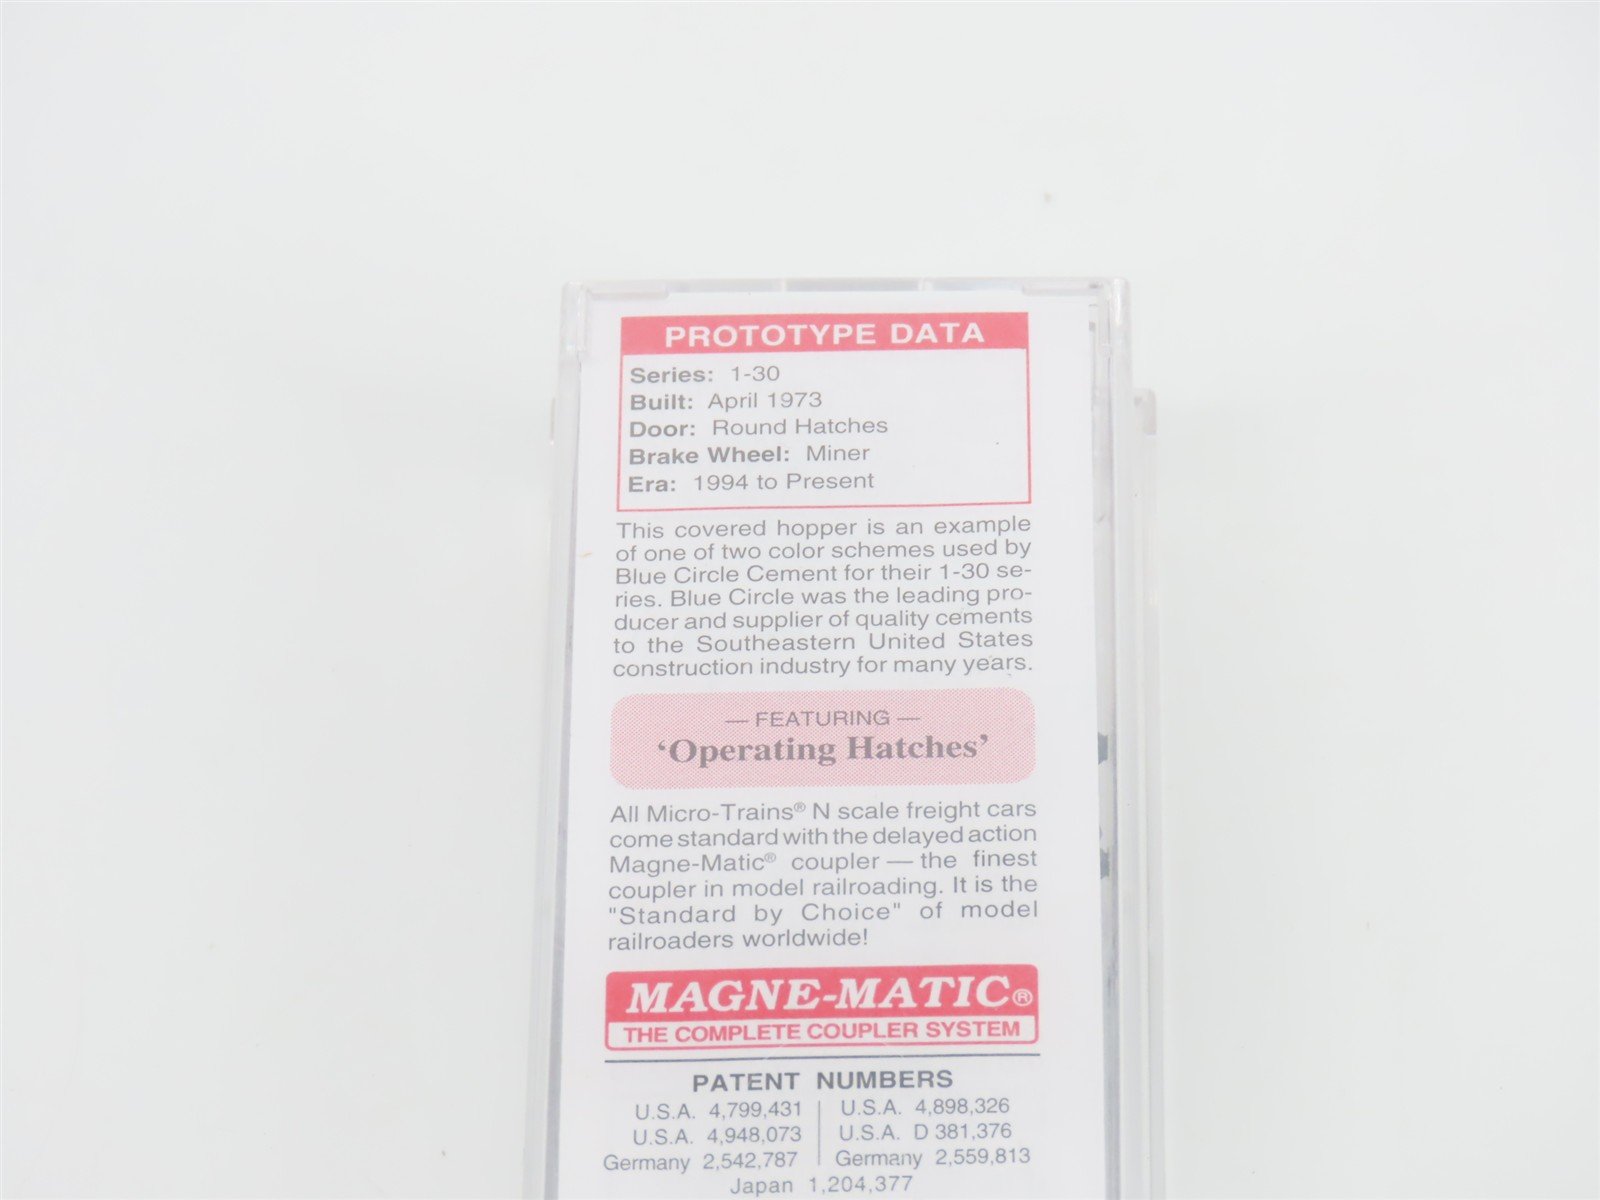 PROTOTYPE DATA
Series: 1-30
Built: April 1973
Door: Round Hatches
Brake Wheel: Miner
Era: 1994 to Present
This covered hopper is an example
of one of two color schemes used by
Blue Circle Cement for their 1-30 se-
ries. Blue Circle was the leading pro-
ducer and supplier of quality cements
to the Southeastern United States
construction industry for many years.
— FEATURING —
‘Operating Hatches’
All Micro-Trains® N scale freight cars
come standard with the delayed action
Magne-Matic® coupler — the finest
coupler in model railroading. It is the
"Standard by Choice" of model
railroaders worldwide!
MAGNE-MATIC®
THE COMPLETE COUPLER SYSTEM
PATENT NUMBERS
U.S.A. 4,799,431 | U.S.A. 4,898,326
U.S.A. 4,948,073 | U.S.A. D 381,376
Germany 2,542,787 | Germany 2,559,813
Japan 1,204,377